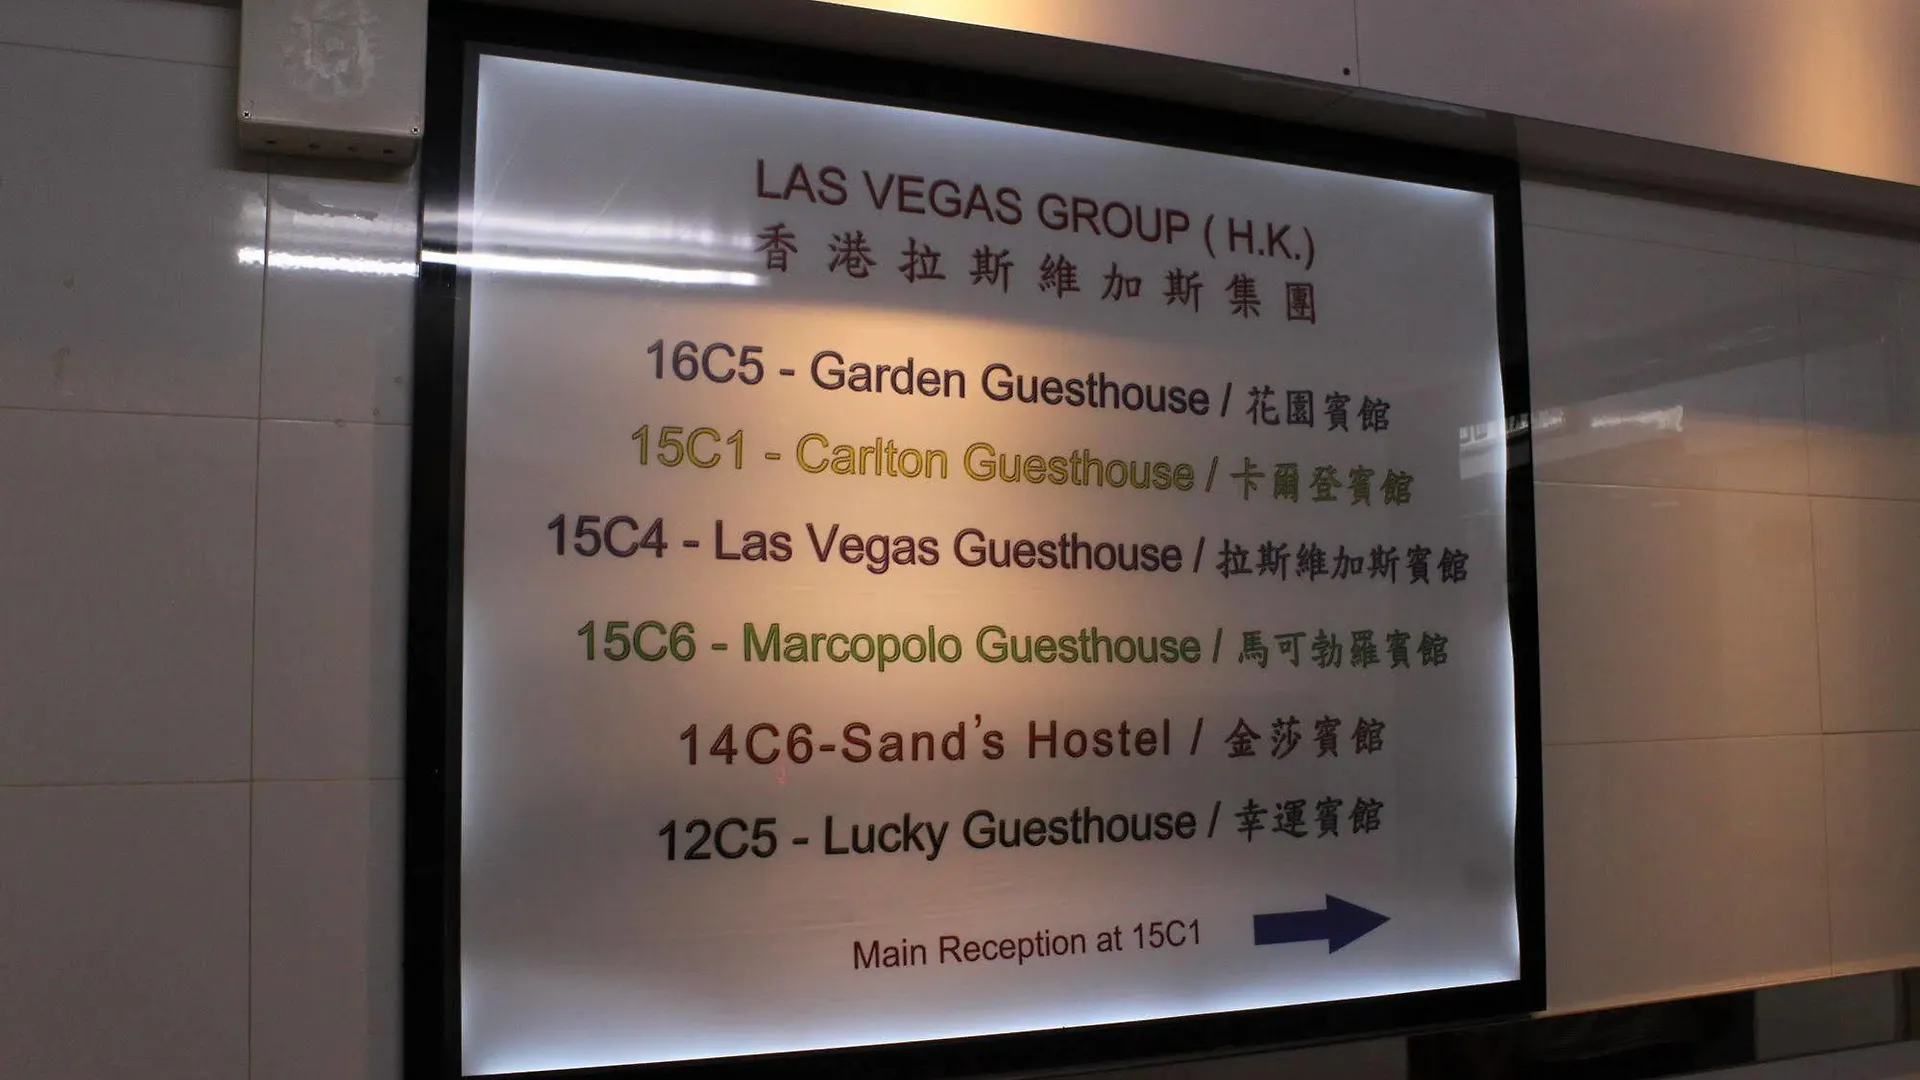 LAS VEGAS GROUP ( H.K.)
香港拉斯維加斯集團
16C5 - Garden Guesthouse / 花園賓館
15C1 - Carlton Guesthouse / 卡爾登賓館
15C4 - Las Vegas Guesthouse / 拉斯維加斯賓館
15C6 - Marcopolo Guesthouse / 馬可勃羅賓館
14C6-Sand's Hostel / 金莎賓館
12C5 - Lucky Guesthouse / 幸運賓館
Main Reception at 15C1